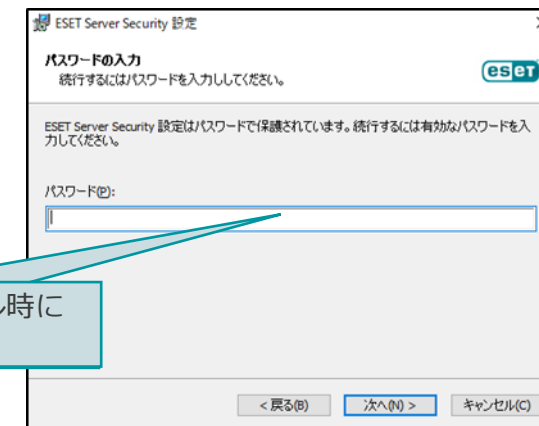 ESET Server Security 設定
パスワードの入力
続行するにはパスワードを入力ししてください。
eseT
ESET Server Security 設定はパスワードで保護されています。続行するには有効なパスワードを入
力してください。
パスワード(P):
時に
< 戻る(B)
次へ(N) >
キャンセル(C)